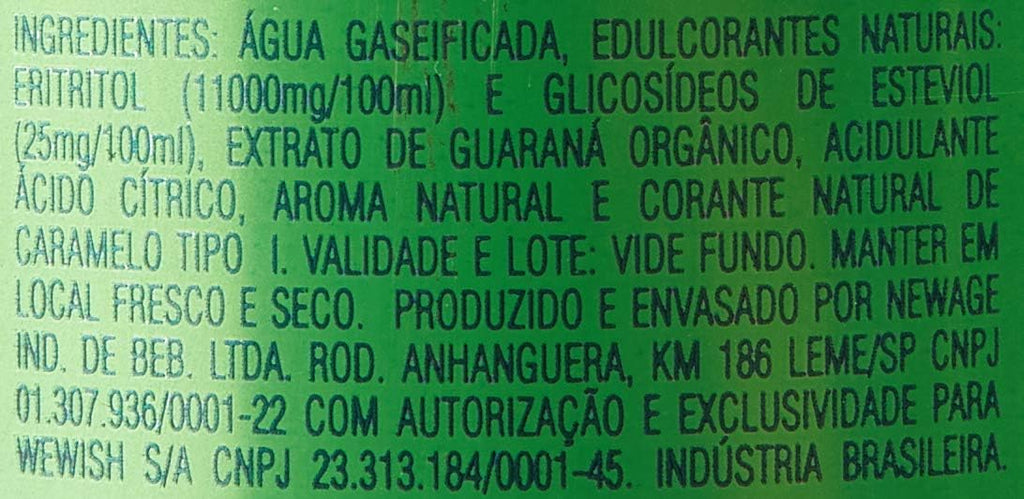 INGREDIENTES: ÁGUA GASEIFICADA, EDULCORANTES NATURAIS:
ERITRITOL (11000mg/100ml) E GLICOSÍDEOS DE ESTEVIOL
(25mg/100ml), EXTRATO DE GUARANÁ ORGÂNICO, ACIDULANTE
ÁCIDO CÍTRICO, AROMA NATURAL E CORANTE NATURAL DE
CARAMELO TIPO I. VALIDADE E LOTE: VIDE FUNDO. MANTER EM
LOCAL FRESCO E SECO. PRODUZIDO E ENVASADO POR NEWAGE
IND. DE BEB. LTDA. ROD. ANHANGUERA, KM 186 LEME/SP CNPJ
01.307.936/0001-22 COM AUTORIZAÇÃO E EXCLUSIVIDADE PARA
WEWISH S/A CNPJ 23.313.184/0001-45. INDÚSTRIA BRASILEIRA.